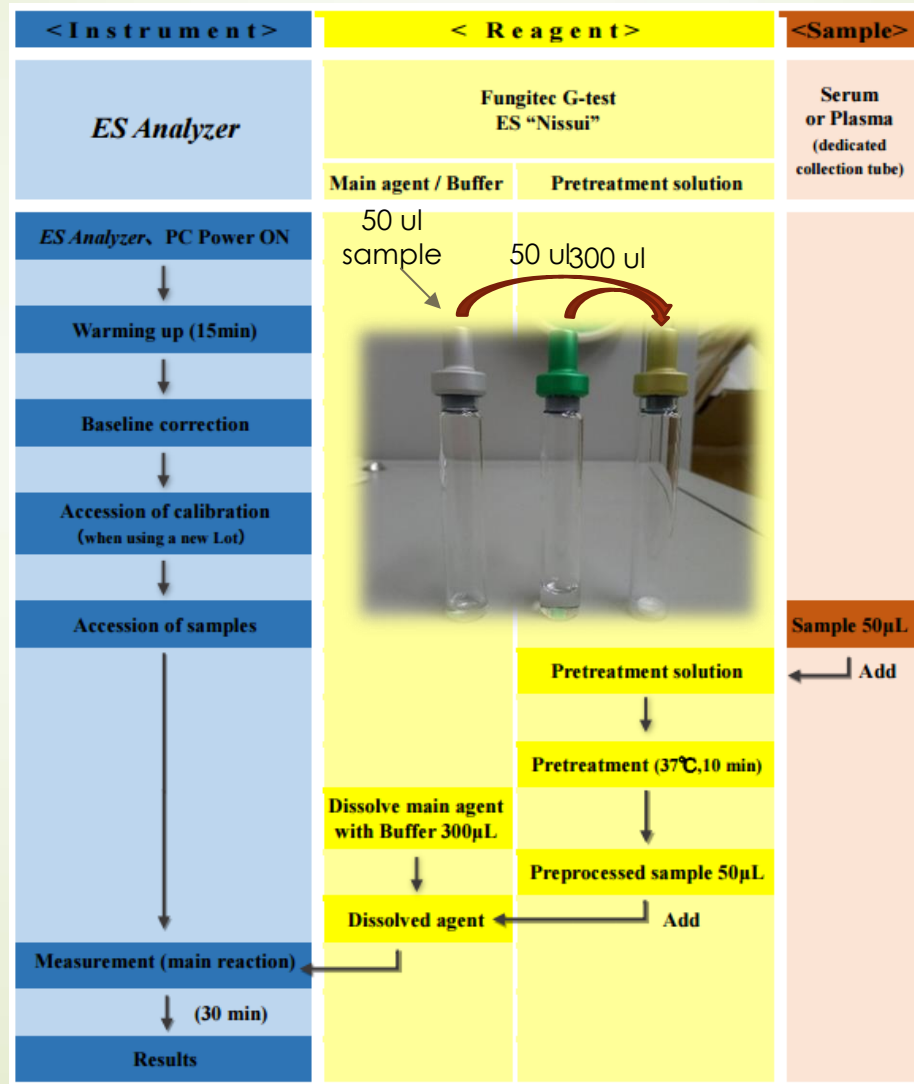 <Instrument>
< Reagent>
<Sample>
ES Analyzer
Fungitec G-test
ES “Nissui”
Serum
or Plasma
(dedicated
collection tube)
Main agent / Buffer
Pretreatment solution
50 ul
sample
50 ul
300 ul
ES Analyzer、PC Power ON
Warming up (15min)
Baseline correction
Accession of calibration
(when using a new Lot)
Accession of samples
Sample 50μL
Add
Pretreatment solution
Pretreatment (37℃,10 min)
Dissolve main agent
with Buffer 300μL
Preprocessed sample 50μL
Add
Dissolved agent
Measurement (main reaction)
(30 min)
Results